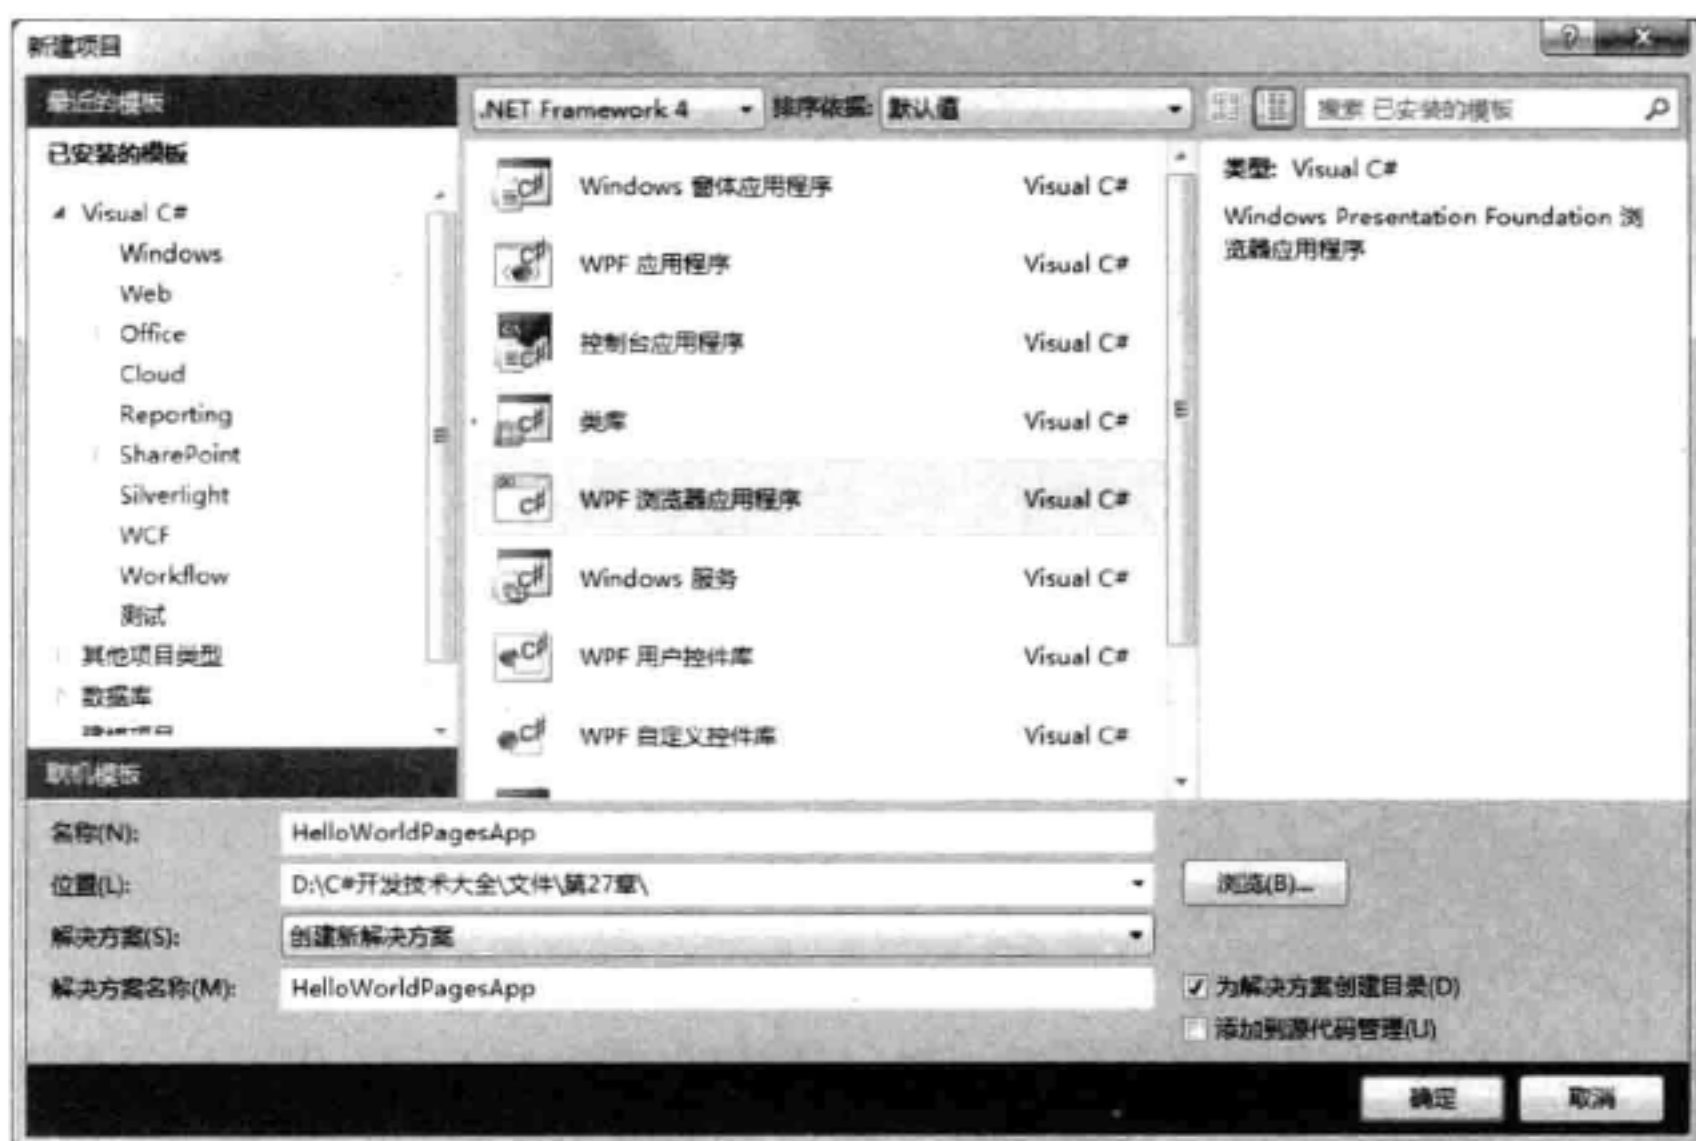 新建项目
最近的模板
.NET Framework 4 排序依据: 默认值 搜索 已安装的模板
已安装的模板
Visual C#
Windows
Web
Office
Cloud
Reporting
SharePoint
Silverlight
WCF
Workflow
测试
其他项目类型
数据库
联机模板
Windows 窗体应用程序 Visual C#
WPF 应用程序 Visual C#
控制台应用程序 Visual C#
类库 Visual C#
WPF 浏览器应用程序 Visual C#
Windows 服务 Visual C#
WPF 用户控件库 Visual C#
WPF 自定义控件库 Visual C#
类型: Visual C#
Windows Presentation Foundation 浏
览器应用程序
名称(N): HelloWorldPagesApp
位置(L): D:\C#开发技术大全\文件\第27章\ 浏览(B)...
解决方案(S): 创建新解决方案
解决方案名称(M): HelloWorldPagesApp
为解决方案创建目录(D)
添加到源代码管理(U)
确定 取消